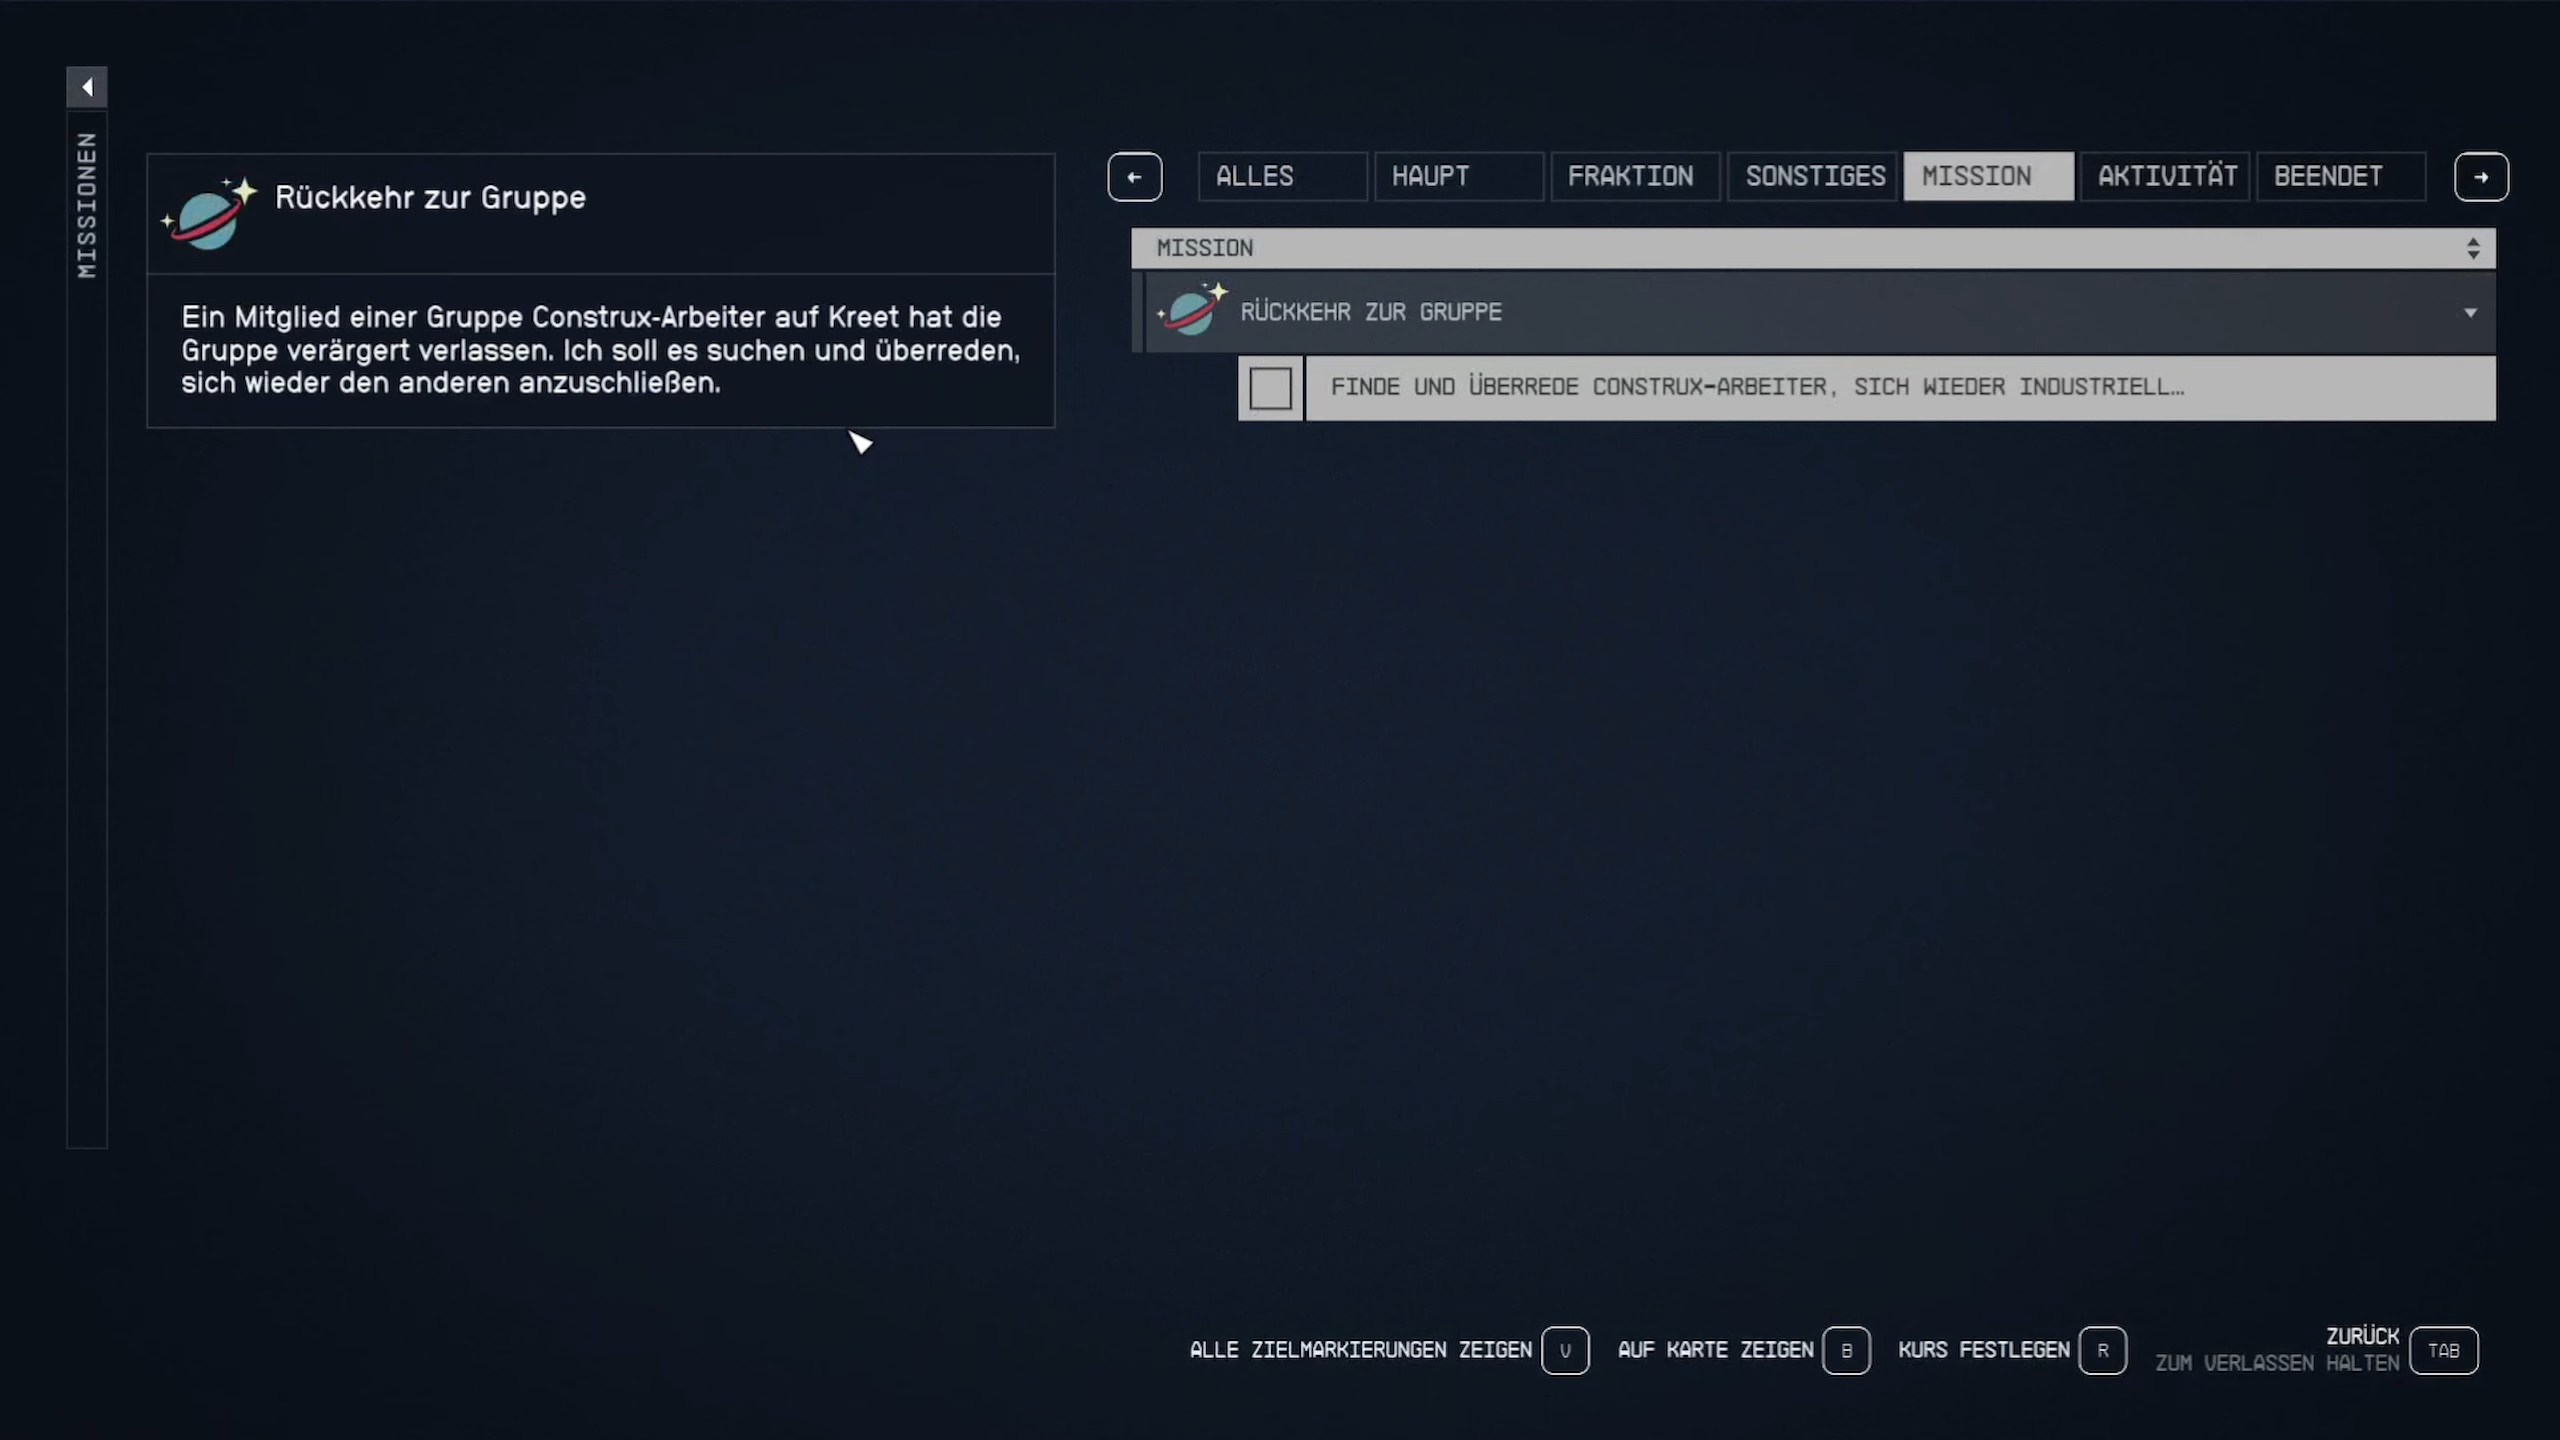 MISSIONEN
Rückkehr zur Gruppe
Ein Mitglied einer Gruppe Construx-Arbeiter auf Kreet hat die
Gruppe verärgert verlassen. Ich soll es suchen und überreden,
sich wieder den anderen anzuschließen.
ALLES HAUPT FRAKTION SONSTIGES MISSION AKTIVITÄT BEENDET
MISSION
RÜCKKEHR ZUR GRUPPE
FINDE UND ÜBERREDE CONSTRUX-ARBEITER, SICH WIEDER INDUSTRIELL…
ALLE ZIELMARKIERUNGEN ZEIGEN V AUF KARTE ZEIGEN B KURS FESTLEGEN R ZURÜCK TAB
ZUM VERLASSEN HALTEN